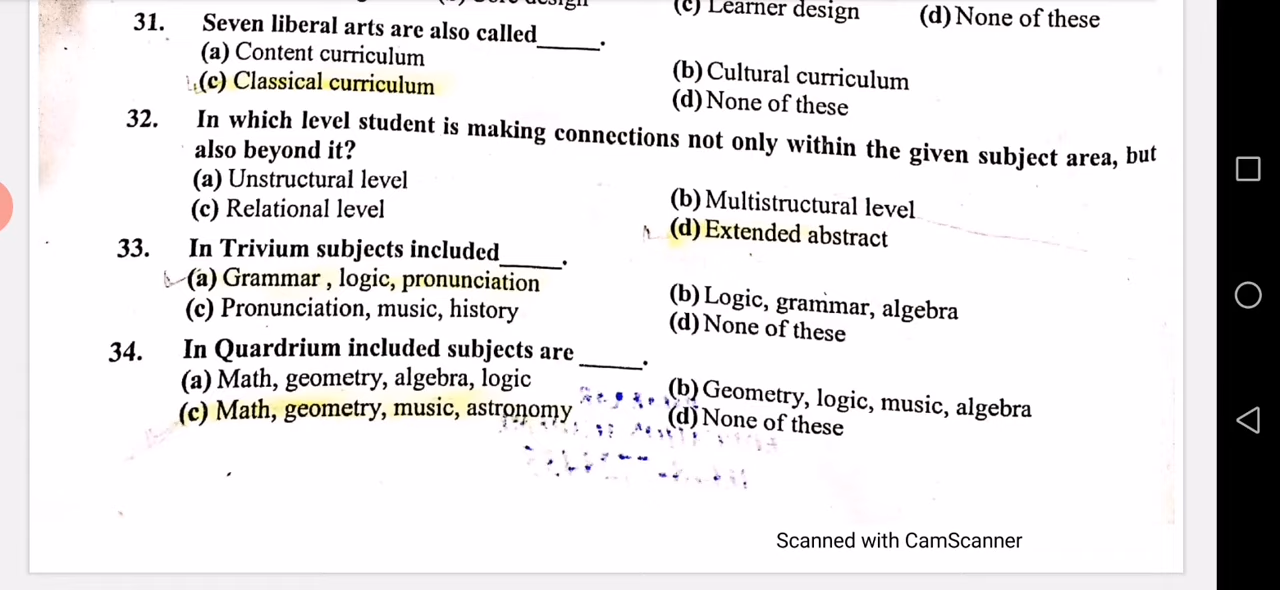 (c) Learner design (d) None of these
31. Seven liberal arts are also called_____.
(a) Content curriculum (b) Cultural curriculum
(c) Classical curriculum (d) None of these
32. In which level student is making connections not only within the given subject area, but
also beyond it?
(a) Unstructural level (b) Multistructural level
(c) Relational level (d) Extended abstract
33. In Trivium subjects included_____.
(a) Grammar , logic, pronunciation (b) Logic, grammar, algebra
(c) Pronunciation, music, history (d) None of these
34. In Quardrium included subjects are _____.
(a) Math, geometry, algebra, logic (b) Geometry, logic, music, algebra
(c) Math, geometry, music, astronomy (d) None of these
Scanned with CamScanner